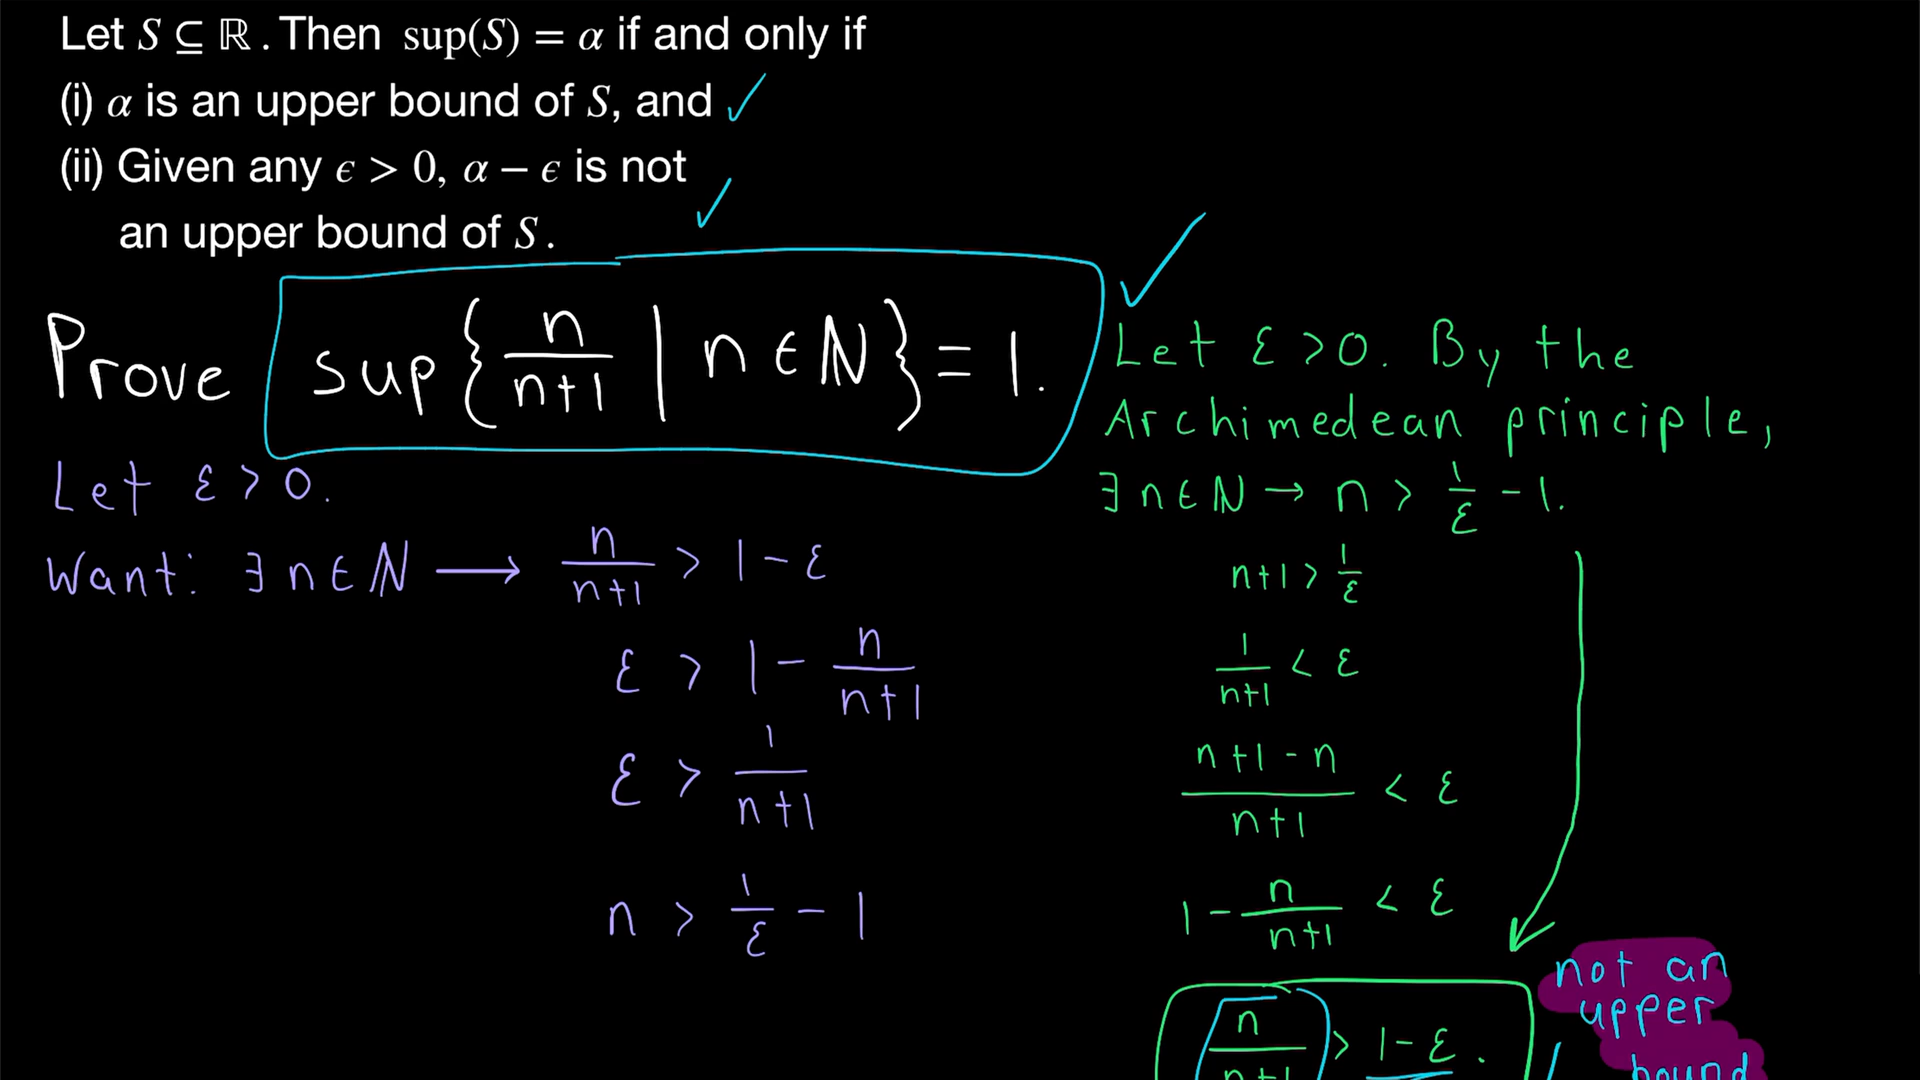 Let S ⊆ ℝ. Then sup(S) = α if and only if
(i) α is an upper bound of S, and ✓
(ii) Given any ϵ > 0, α − ϵ is not
an upper bound of S. ✓
Prove sup{n/(n+1) | n ∈ ℕ} = 1. ✓
Let ε > 0.
Want: ∃ n ∈ ℕ ⟶ n/(n+1) > 1 - ε
ε > 1 - n/(n+1)
ε > 1/(n+1)
n > 1/ε - 1
Let ε > 0. By the
Archimedean principle,
∃ n ∈ ℕ → n > 1/ε - 1.
n+1 > 1/ε
1/(n+1) < ε
(n+1-n)/(n+1) < ε
1 - n/(n+1) < ε
n/(n+1) > 1 - ε.
not an
upper
bound